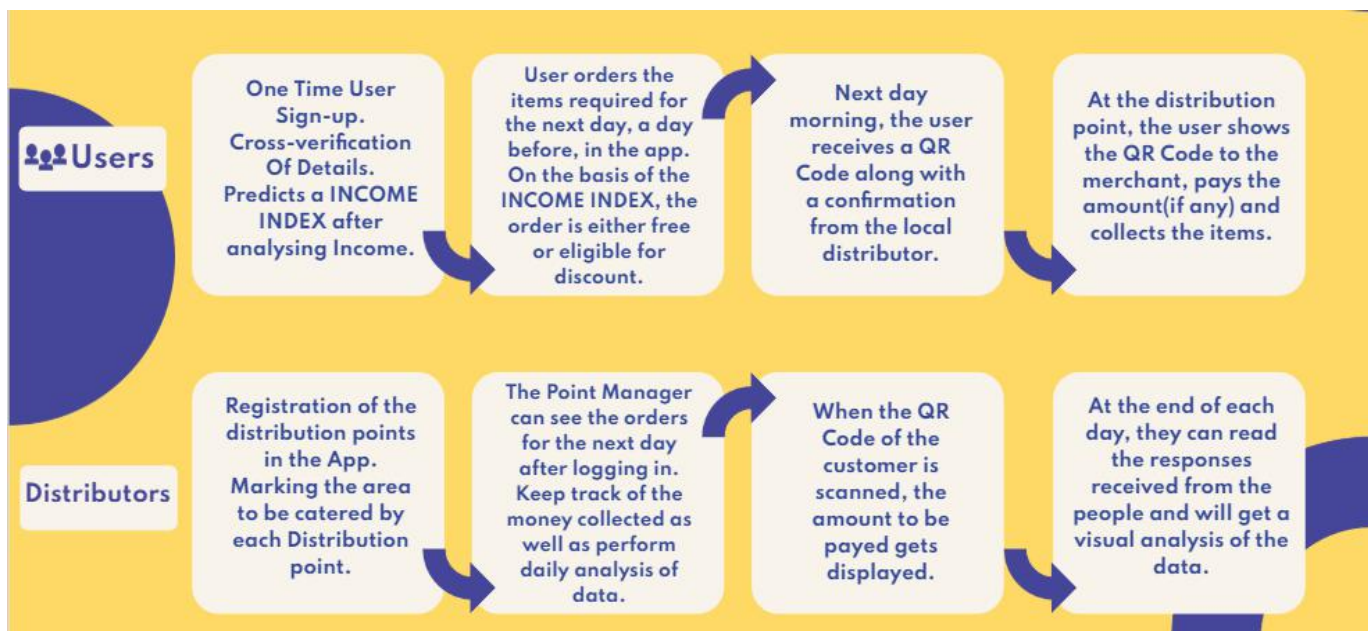 Users
One Time User
Sign-up.
Cross-verification
Of Details.
Predicts a INCOME
INDEX after
analysing Income.
User orders the
items required for
the next day, a day
before, in the app.
On the basis of the
INCOME INDEX, the
order is either free
or eligible for
discount.
Next day
morning, the user
receives a QR
Code along with
a confirmation
from the local
distributor.
At the distribution
point, the user shows
the QR Code to the
merchant, pays the
amount(if any) and
collects the items.
Distributors
Registration of the
distribution points
in the App.
Marking the area
to be catered by
each Distribution
point.
The Point Manager
can see the orders
for the next day
after logging in.
Keep track of the
money collected as
well as perform
daily analysis of
data.
When the QR
Code of the
customer is
scanned, the
amount to be
payed gets
displayed.
At the end of each
day, they can read
the responses
received from the
people and will get a
visual analysis of the
data.